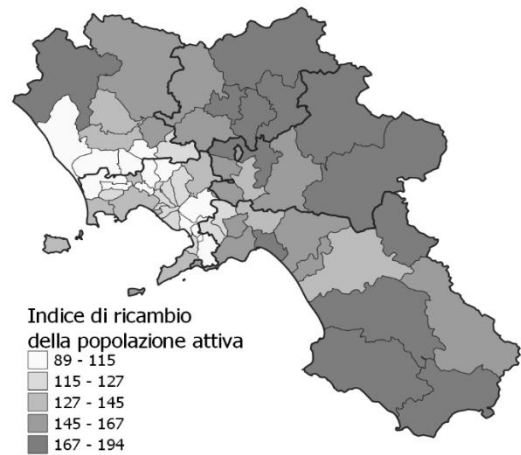 Indice di ricambio
della popolazione attiva
89 - 115
115 - 127
127 - 145
145 - 167
167 - 194